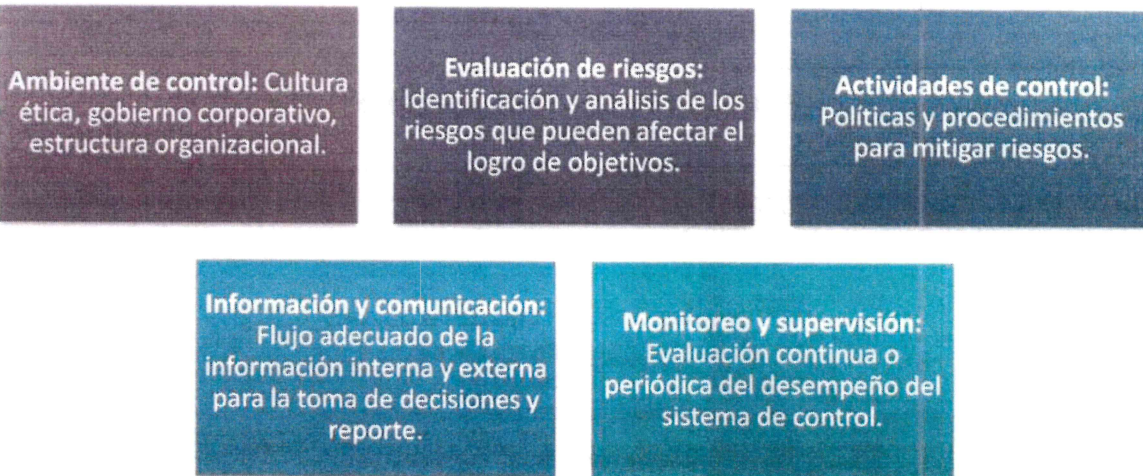 Ambiente de control: Cultura
ética, gobierno corporativo,
estructura organizacional.
Evaluación de riesgos:
Identificación y análisis de los
riesgos que pueden afectar el
logro de objetivos.
Actividades de control:
Políticas y procedimientos
para mitigar riesgos.
Información y comunicación:
Flujo adecuado de la
información interna y externa
para la toma de decisiones y
reporte.
Monitoreo y supervisión:
Evaluación continua o
periódica del desempeño del
sistema de control.